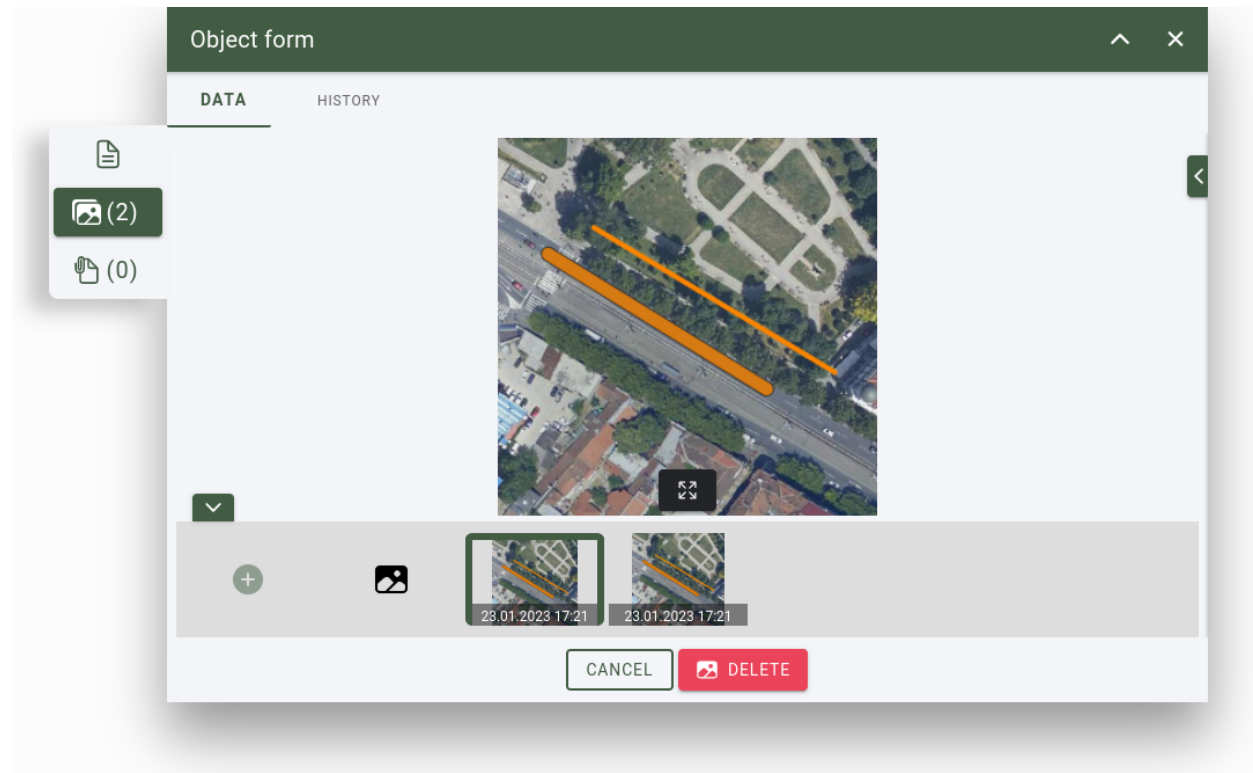 Object form
DATA HISTORY
(2)
(0)
23.01.2023 17:21 23.01.2023 17:21
CANCEL DELETE